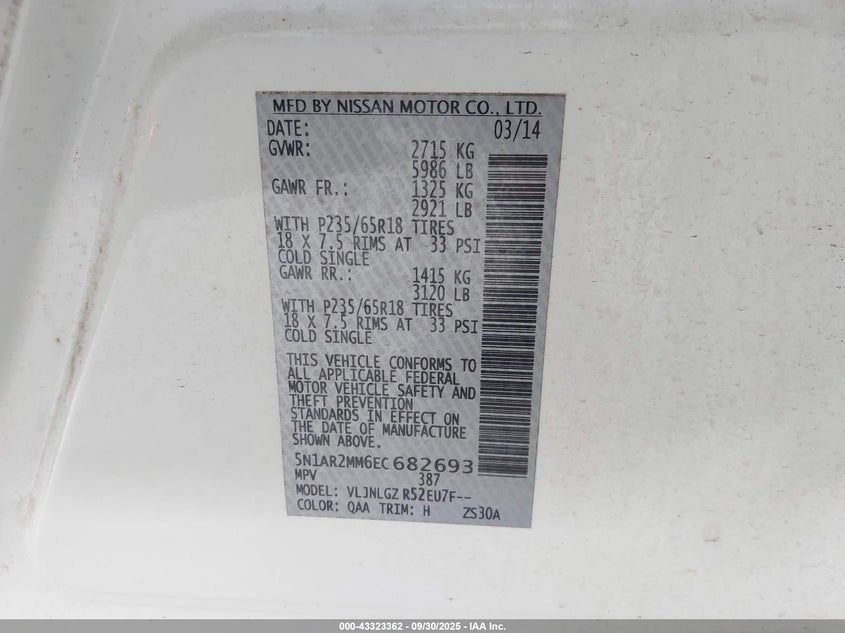 MFD BY NISSAN MOTOR CO., LTD.
DATE: 03/14
GVWR: 2715 KG
5986 LB
GAWR FR.: 1325 KG
2921 LB
WITH P235/65R18 TIRES
18 X 7.5 RIMS AT 33 PSI
COLD SINGLE
GAWR RR.: 1415 KG
3120 LB
WITH P235/65R18 TIRES
18 X 7.5 RIMS AT 33 PSI
COLD SINGLE
THIS VEHICLE CONFORMS TO
ALL APPLICABLE FEDERAL
MOTOR VEHICLE SAFETY AND
THEFT PREVENTION
STANDARDS IN EFFECT ON
THE DATE OF MANUFACTURE
SHOWN ABOVE.
5N1AR2MM6EC682693
MPV 387
MODEL: VLJNLGZ R52EU7F--
COLOR: QAA TRIM: H ZS30A
000-43323362 - 09/30/2025 - IAA Inc.